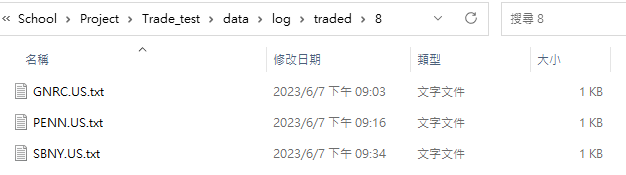 « School > Project > Trade_test > data > log > traded > 8 搜尋 8
名稱 修改日期 類型 大小
GNRC.US.txt 2023/6/7 下午 09:03 文字文件 1 KB
PENN.US.txt 2023/6/7 下午 09:16 文字文件 1 KB
SBNY.US.txt 2023/6/7 下午 09:34 文字文件 1 KB